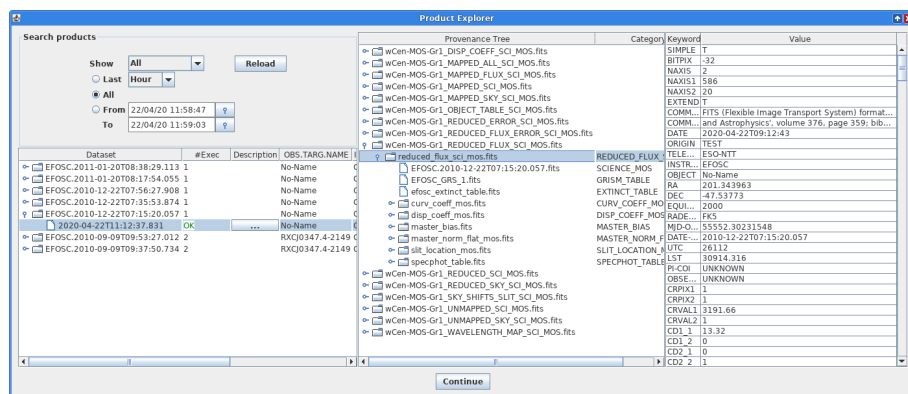 Product Explorer
Search products
Show All Reload
Last Hour
All
From 22/04/20 11:58:47
To 22/04/20 11:59:03
Dataset #Exec Description OBS.TARG.NAME
EFOSC.2011-01-20T08:38:29.113 1 No-Name
EFOSC.2011-01-20T08:17:54.055 1 No-Name
EFOSC.2010-12-22T07:56:27.908 1 No-Name
EFOSC.2010-12-22T07:35:53.874 1 No-Name
EFOSC.2010-12-22T07:15:20.057 1 No-Name
2020-04-22T11:12:37.831 OK ... No-Name
EFOSC.2010-09-09T09:53:27.012 2 RXCJ0347.4-2149
EFOSC.2010-09-09T09:37:50.734 2 RXCJ0347.4-2149
Provenance Tree Category
wCen-MOS-Gr1_DISP_COEFF_SCI_MOS.fits
wCen-MOS-Gr1_MAPPED_ALL_SCI_MOS.fits
wCen-MOS-Gr1_MAPPED_FLUX_SCI_MOS.fits
wCen-MOS-Gr1_MAPPED_SCI_MOS.fits
wCen-MOS-Gr1_MAPPED_SKY_SCI_MOS.fits
wCen-MOS-Gr1_OBJECT_TABLE_SCI_MOS.fits
wCen-MOS-Gr1_REDUCED_ERROR_SCI_MOS.fits
wCen-MOS-Gr1_REDUCED_FLUX_ERROR_SCI_MOS.fits
wCen-MOS-Gr1_REDUCED_FLUX_SCI_MOS.fits
reduced_flux_sci_mos.fits REDUCED_FLUX_S
EFOSC.2010-12-22T07:15:20.057.fits SCIENCE_MOS
EFOSC_GRS_1.fits GRISM_TABLE
efosc_extinct_table.fits EXTINCT_TABLE
curv_coeff_mos.fits CURV_COEFF_MO
disp_coeff_mos.fits DISP_COEFF_MOS
master_bias.fits MASTER_BIAS
master_norm_flat_mos.fits MASTER_NORM_F
slit_location_mos.fits SLIT_LOCATION_M
specphot_table.fits SPECPHOT_TABLE
wCen-MOS-Gr1_REDUCED_SCI_MOS.fits
wCen-MOS-Gr1_REDUCED_SKY_SCI_MOS.fits
wCen-MOS-Gr1_SKY_SHIFTS_SLIT_SCI_MOS.fits
wCen-MOS-Gr1_UNMAPPED_SCI_MOS.fits
wCen-MOS-Gr1_UNMAPPED_SKY_SCI_MOS.fits
wCen-MOS-Gr1_WAVELENGTH_MAP_SCI_MOS.fits
Keyword Value
SIMPLE T
BITPIX -32
NAXIS 2
NAXIS1 586
NAXIS2 20
EXTEND T
COMM... FITS (Flexible Image Transport System) format...
COMM... and Astrophysics', volume 376, page 359; bib...
DATE 2020-04-22T09:12:43
ORIGIN TEST
TELE... ESO-NTT
INSTR... EFOSC
OBJECT No-Name
RA 201.343963
DEC -47.53773
EQUI... 2000
RADE... FK5
MJD-O... 55552.30231548
DATE-... 2010-12-22T07:15:20.057
UTC 26112
LST 30914.316
PI-COI UNKNOWN
OBSE... UNKNOWN
CRPIX1 1
CRPIX2 1
CRVAL1 3191.66
CRVAL2 1
CD1_1 13.32
CD1_2 0
CD2_1 0
CD2_2 1
Continue